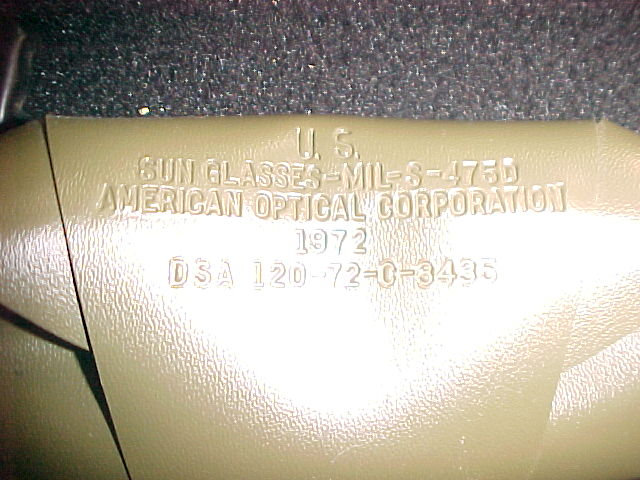 U. S.
SUN GLASSES-MIL-S-475D
AMERICAN OPTICAL CORPORATION
1972
DSA 120-72-C-3435